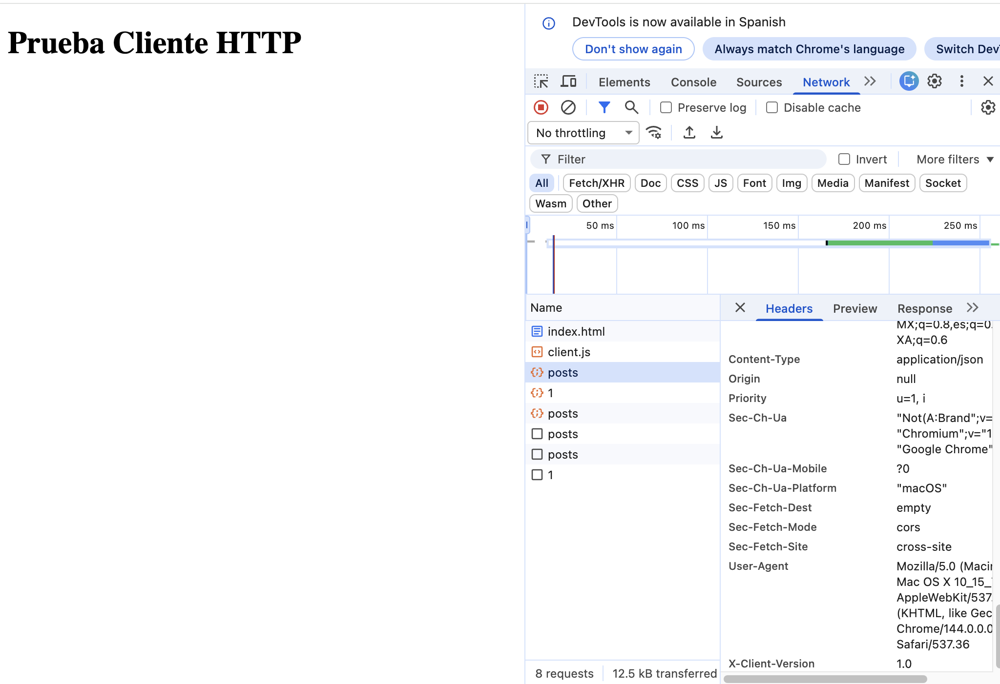 Prueba Cliente HTTP
DevTools is now available in Spanish
Don't show again
Always match Chrome's language
Switch Dev
Elements
Console
Sources
Network
Preserve log
Disable cache
No throttling
Filter
Invert
More filters
All
Fetch/XHR
Doc
CSS
JS
Font
Img
Media
Manifest
Socket
Wasm
Other
50 ms
100 ms
150 ms
200 ms
250 ms
Name
index.html
client.js
posts
1
posts
posts
posts
1
8 requests
12.5 kB transferred
Headers
Preview
Response
MX;q=0.8,es;q=0.
XA;q=0.6
Content-Type
application/json
Origin
null
Priority
u=1, i
Sec-Ch-Ua
"Not(A:Brand";v=
"Chromium";v="1
"Google Chrome"
Sec-Ch-Ua-Mobile
?0
Sec-Ch-Ua-Platform
"macOS"
Sec-Fetch-Dest
empty
Sec-Fetch-Mode
cors
Sec-Fetch-Site
cross-site
User-Agent
Mozilla/5.0 (Macin
Mac OS X 10_15_
AppleWebKit/537.
(KHTML, like Gec
Chrome/144.0.0.0
Safari/537.36
X-Client-Version
1.0